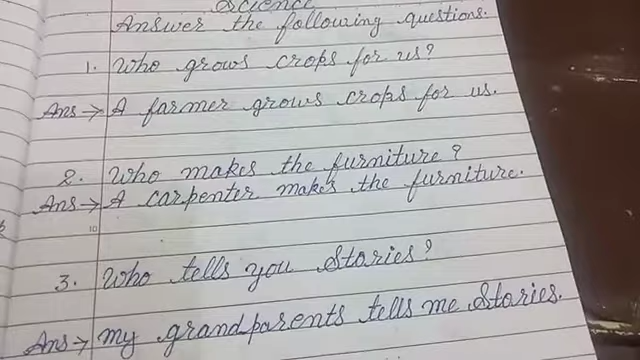 Science
Answer the following questions.
1. Who grows crops for us?
Ans → A farmer grows crops for us.
2. Who makes the furniture?
Ans → A carpenter makes the furniture.
10
3. Who tells you Stories?
Ans → my grandparents tells me Stories.